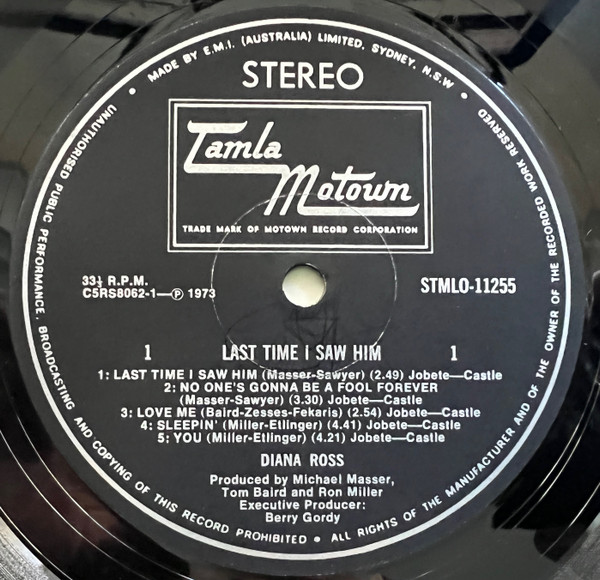 MADE BY E.M.I. (AUSTRALIA) LIMITED, SYDNEY, N.S.W •
ALL RIGHTS OF THE MANUFACTURER AND OF THE OWNER OF THE RECORDED WORK RESERVED
UNAUTHORISED PUBLIC PERFORMANCE, BROADCASTING AND COPYING OF THIS RECORD PROHIBITED •
STEREO
Tamla
Motown
TRADE MARK OF MOTOWN RECORD CORPORATION
33⅓ R.P.M.
C5RS8062-1—Ⓟ 1973
STMLO-11255
1 LAST TIME I SAW HIM 1
1: LAST TIME I SAW HIM (Masser-Sawyer) (2.49) Jobete—Castle
2: NO ONE'S GONNA BE A FOOL FOREVER
(Masser-Sawyer) (3.30) Jobete—Castle
3: LOVE ME (Baird-Zesses-Fekaris) (2.54) Jobete—Castle
4: SLEEPIN' (Miller-Etlinger) (4.41) Jobete—Castle
5: YOU (Miller-Etlinger) (4.21) Jobete—Castle
DIANA ROSS
Produced by Michael Masser,
Tom Baird and Ron Miller
Executive Producer:
Berry Gordy